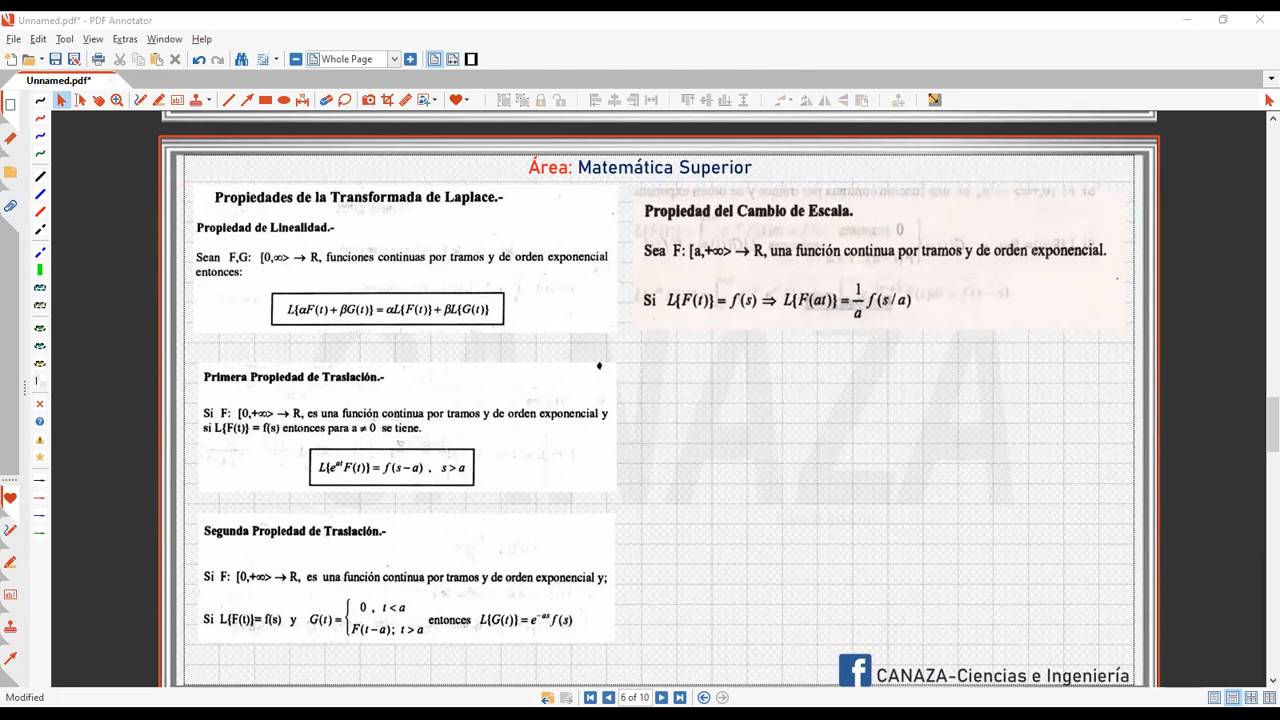 Unnamed.pdf* - PDF Annotator
File Edit Tool View Extras Window Help
New
Whole Page
Unnamed.pdf*
Área: Matemática Superior
Propiedades de la Transformada de Laplace.-
Propiedad de Linealidad.-
Sean F,G: [0,∞> → R, funciones continuas por tramos y de orden exponencial
entonces:
L{αF(t) + βG(t)} = αL{F(t)} + βL{G(t)}
Primera Propiedad de Traslación.-
Si F: [0,+∞> → R, es una función continua por tramos y de orden exponencial y
si L{F(t)} = f(s) entonces para a ≠ 0 se tiene.
L{e^{at} F(t)} = f(s − a) , s > a
Segunda Propiedad de Traslación.-
Si F: [0,+∞> → R, es una función continua por tramos y de orden exponencial y;
Si L{F(t)}= f(s) y G(t) = { 0 , t < a
F(t − a); t > a entonces L{G(t)} = e^{−as} f(s)
Propiedad del Cambio de Escala.
Sea F: [a,+∞> → R, una función continua por tramos y de orden exponencial.
Si L{F(t)} = f(s) ⇒ L{F(at)} = 1/a f(s/a)
CANAZA-Ciencias e Ingeniería
Modified
6 of 10